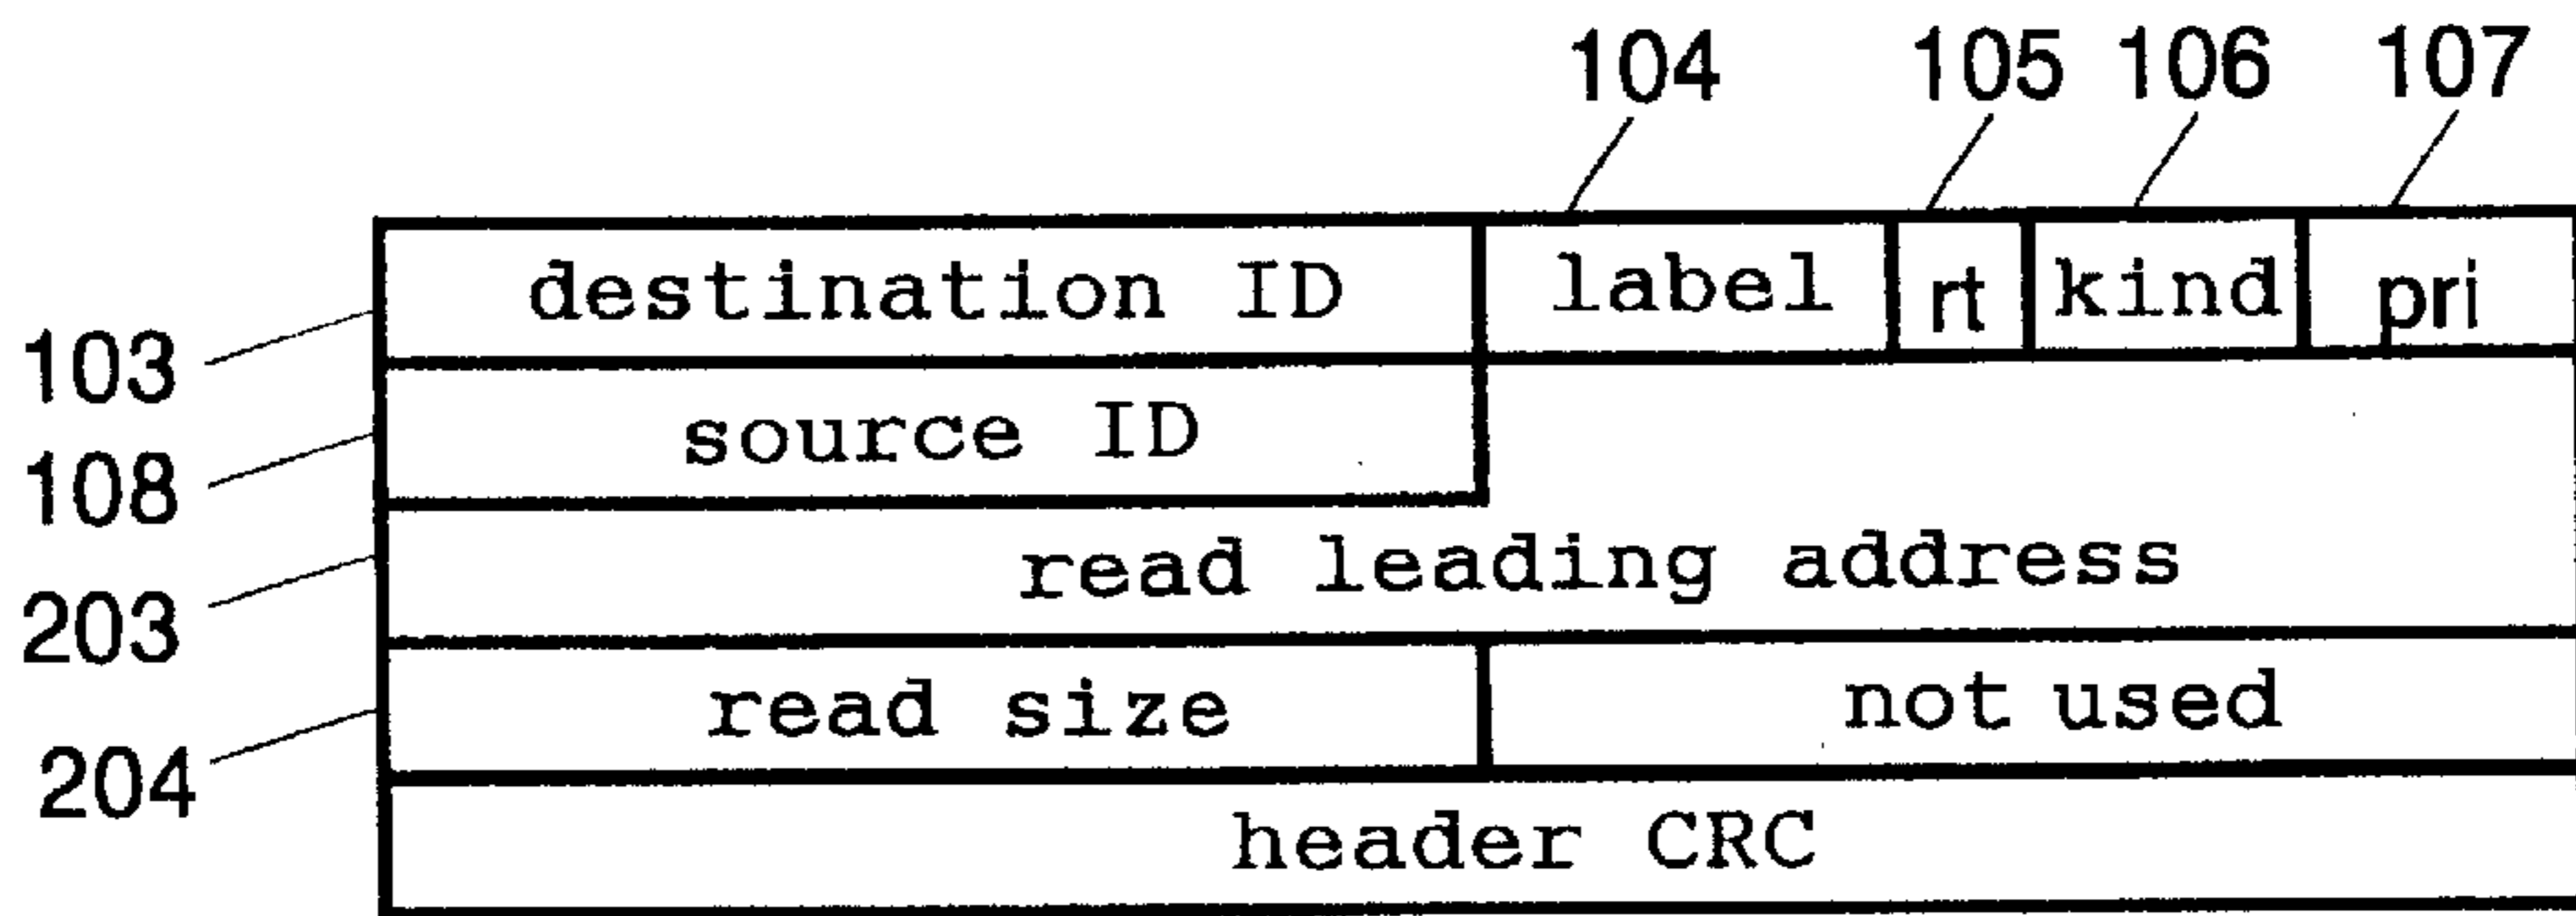 104 105 106 107
destination ID label rt kind pri
103
source ID
108
read leading address
203
read size not used
204
header CRC